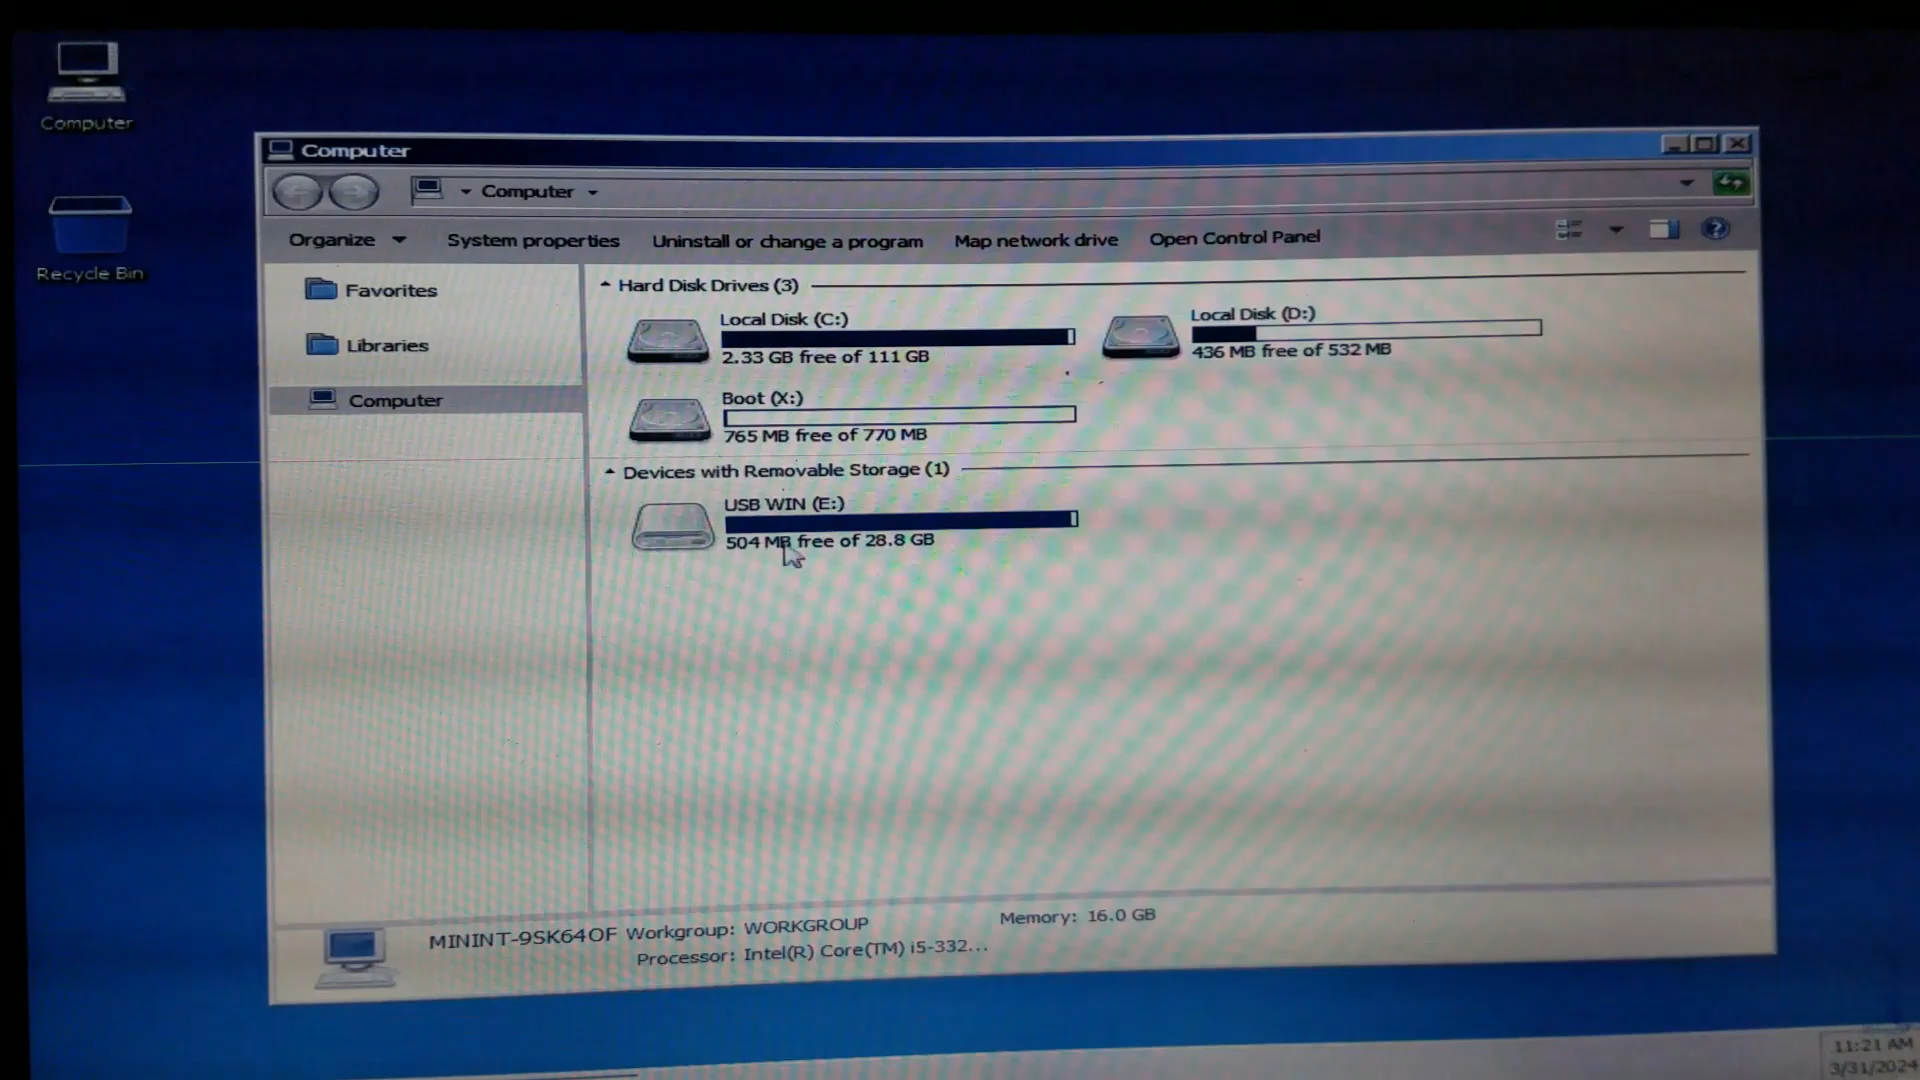 Computer
Recycle Bin
Computer
Computer
Organize
System properties
Uninstall or change a program
Map network drive
Open Control Panel
Favorites
Libraries
Computer
Hard Disk Drives (3)
Local Disk (C:)
2.33 GB free of 111 GB
Local Disk (D:)
436 MB free of 532 MB
Boot (X:)
765 MB free of 770 MB
Devices with Removable Storage (1)
USB WIN (E:)
504 MB free of 28.8 GB
MININT-9SK64OF Workgroup: WORKGROUP
Memory: 16.0 GB
Processor: Intel(R) Core(TM) i5-332...
11:21 AM
3/31/2024